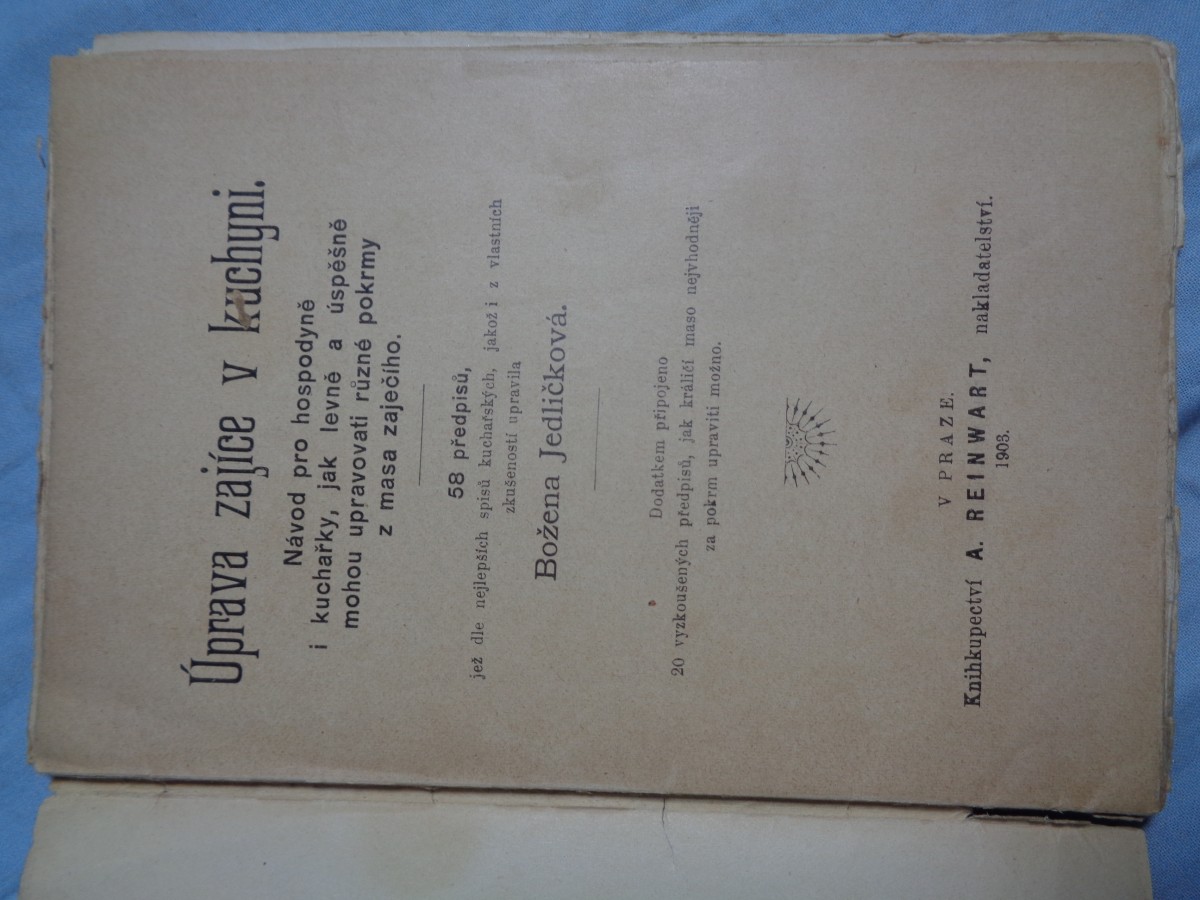 Úprava zajíce v kuchyni.
Návod pro hospodyně
i kuchařky, jak levně a úspěšně
mohou upravovati různé pokrmy
z masa zaječího.
58 předpisů,
jež dle nejlepších spisů kuchařských, jakož i z vlastních
zkušeností upravila
Božena Jedličková.
Dodatkem připojeno
20 vyzkoušených předpisů, jak králičí maso nejvhodněji
za pokrm upraviti možno.
V PRAZE.
Knihkupectví A. REINWART, nakladatelství.
1903.